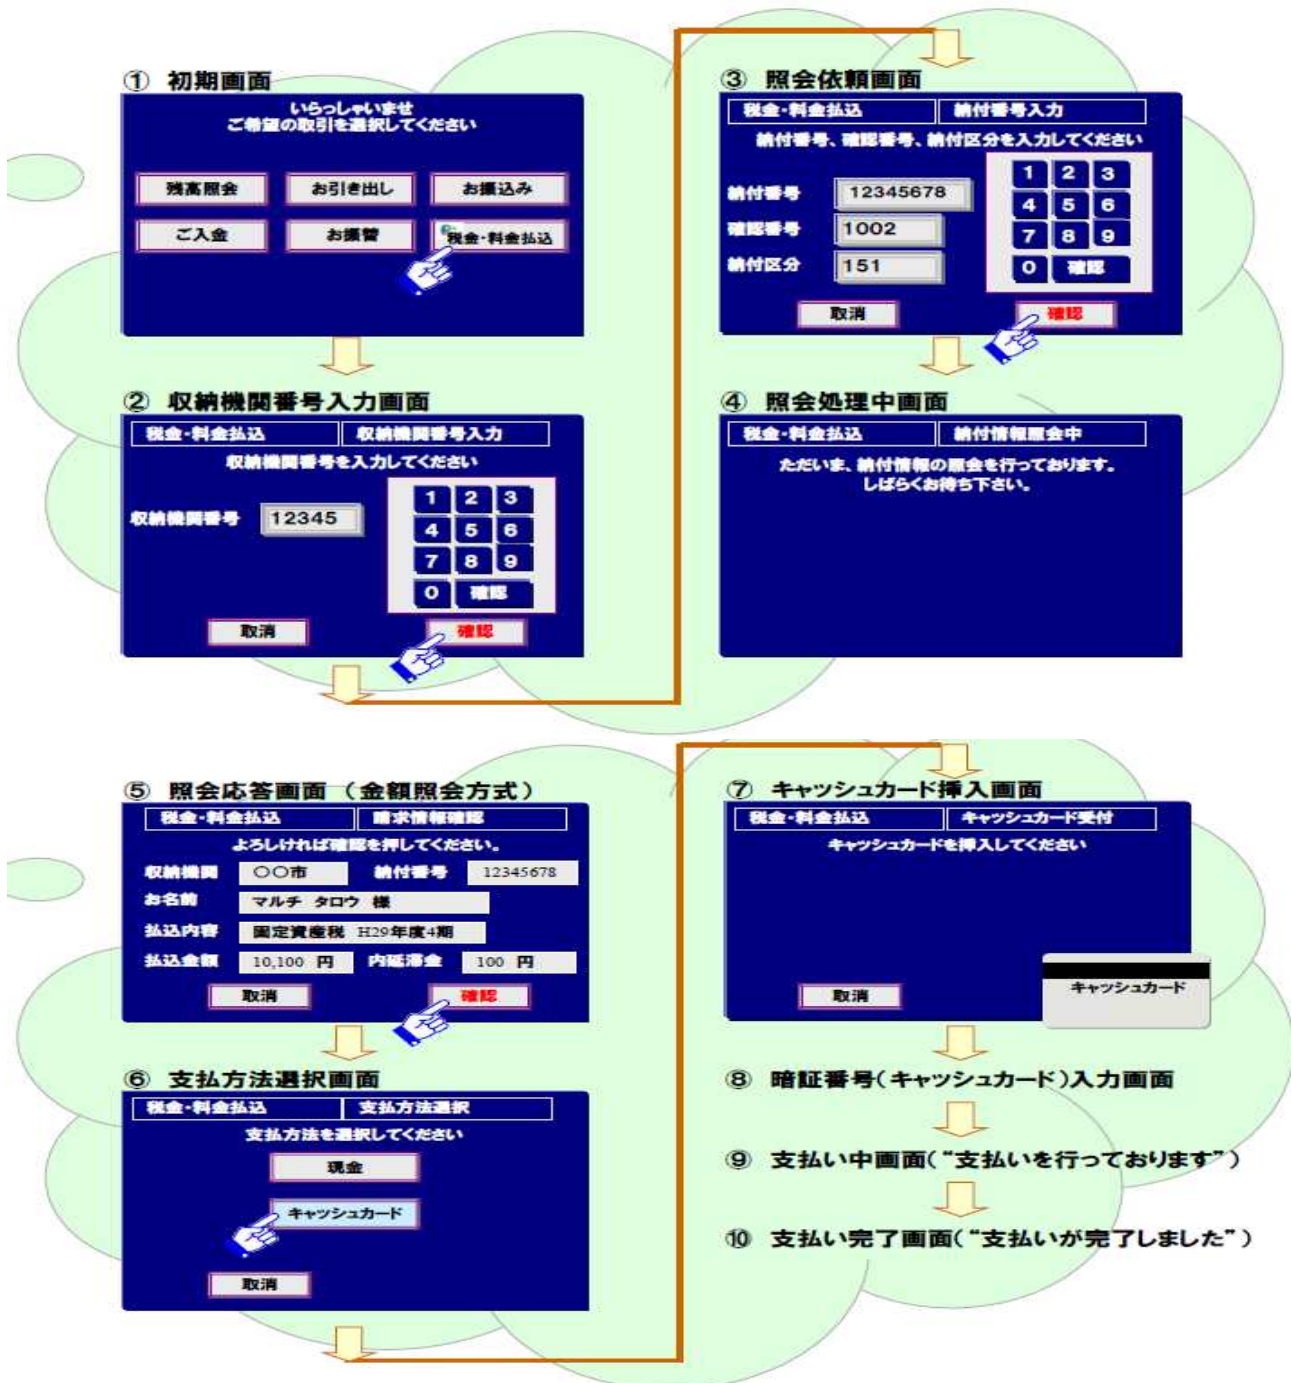 ① 初期画面
いらっしゃいませ
ご希望の取引を選択してください
残高照会 お引き出し お振込み
ご入金 お振替 税金・料金払込
② 収納機関番号入力画面
税金・料金払込 収納機関番号入力
収納機関番号を入力してください
収納機関番号 12345
1 2 3
4 5 6
7 8 9
0 確認
取消 確認
③ 照会依頼画面
税金・料金払込 納付番号入力
納付番号、確認番号、納付区分を入力してください
納付番号 12345678
確認番号 1002
納付区分 151
1 2 3
4 5 6
7 8 9
0 確認
取消 確認
④ 照会処理中画面
税金・料金払込 納付情報照会中
ただいま、納付情報の照会を行っております。
しばらくお待ち下さい。
⑤ 照会応答画面（金額照会方式）
税金・料金払込 請求情報確認
よろしければ確認を押してください。
収納機関 〇〇市 納付番号 12345678
お名前 マルチ タロウ 様
払込内容 固定資産税 H29年度4期
払込金額 10,100 円 内延滞金 100 円
取消 確認
⑥ 支払方法選択画面
税金・料金払込 支払方法選択
支払方法を選択してください
現金
キャッシュカード
取消
⑦ キャッシュカード挿入画面
税金・料金払込 キャッシュカード受付
キャッシュカードを挿入してください
キャッシュカード
取消
⑧ 暗証番号(キャッシュカード)入力画面
⑨ 支払い中画面(“支払いを行っております”)
⑩ 支払い完了画面(“支払いが完了しました”)